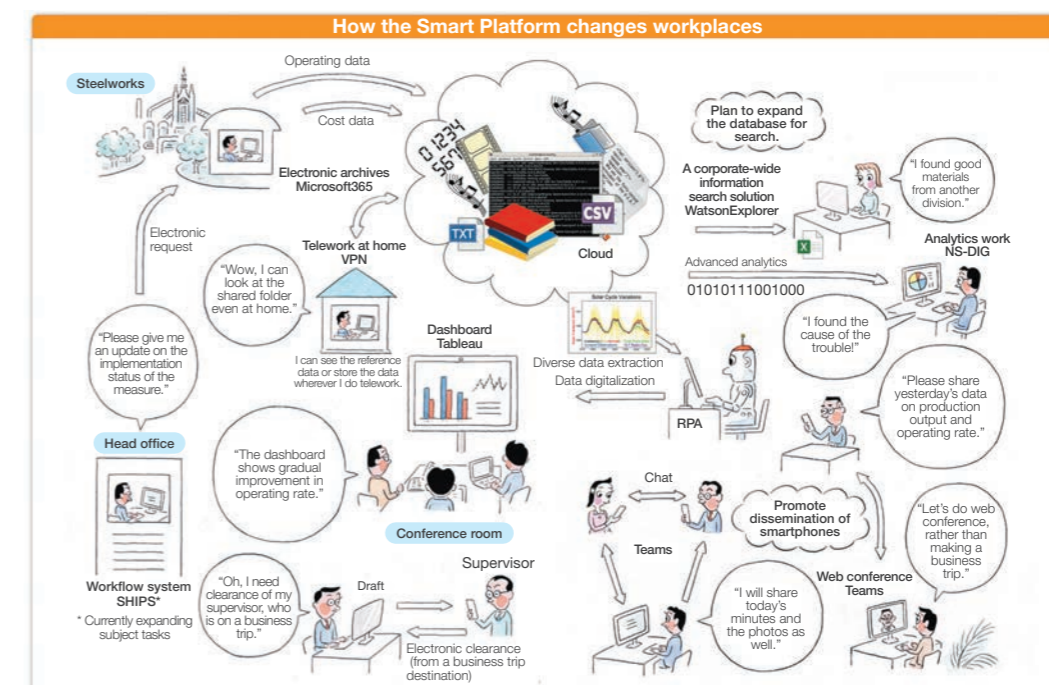 How the Smart Platform changes workplaces
Steelworks
Operating data
Cost data
Electronic archives
Microsoft365
Electronic
request
Telework at home
VPN
"Wow, I can
look at the
shared folder
even at home."
I can see the reference
data or store the data
wherever I do telework.
01234
567
TXT
CSV
Cloud
Plan to expand
the database for
search.
A corporate-wide
information
search solution
WatsonExplorer
"I found good
materials
from another
division."
Analytics work
NS-DIG
Advanced analytics
01010111001000
"I found the
cause of the
trouble!"
Solar Cycle Variations
Diverse data extraction
Data digitalization
RPA
Dashboard
Tableau
"Please give me
an update on the
implementation
status of the
measure."
Head office
Workflow system
SHIPS*
* Currently expanding
subject tasks
"The dashboard
shows gradual
improvement in
operating rate."
Conference room
"Oh, I need
clearance of my
supervisor, who
is on a business
trip."
Draft
Supervisor
Electronic clearance
(from a business trip
destination)
Chat
Teams
Promote
dissemination of
smartphones
"Please share
yesterday's data
on production
output and
operating rate."
"I will share
today's
minutes and
the photos as
well."
Web conference
Teams
"Let's do web
conference,
rather than
making a
business
trip."